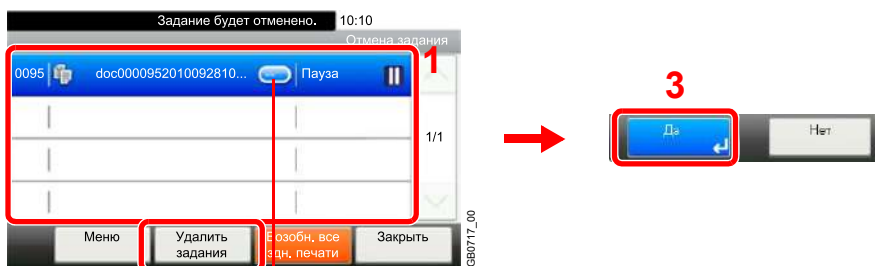 Задание будет отменено. 10:10
Отмена задания
1
0095 doc0000952010092810... Пауза
1/1
Меню
Удалить
задания
Возобн. все
здн. печати
Закрыть
GB0717_00
3
Да
Нет